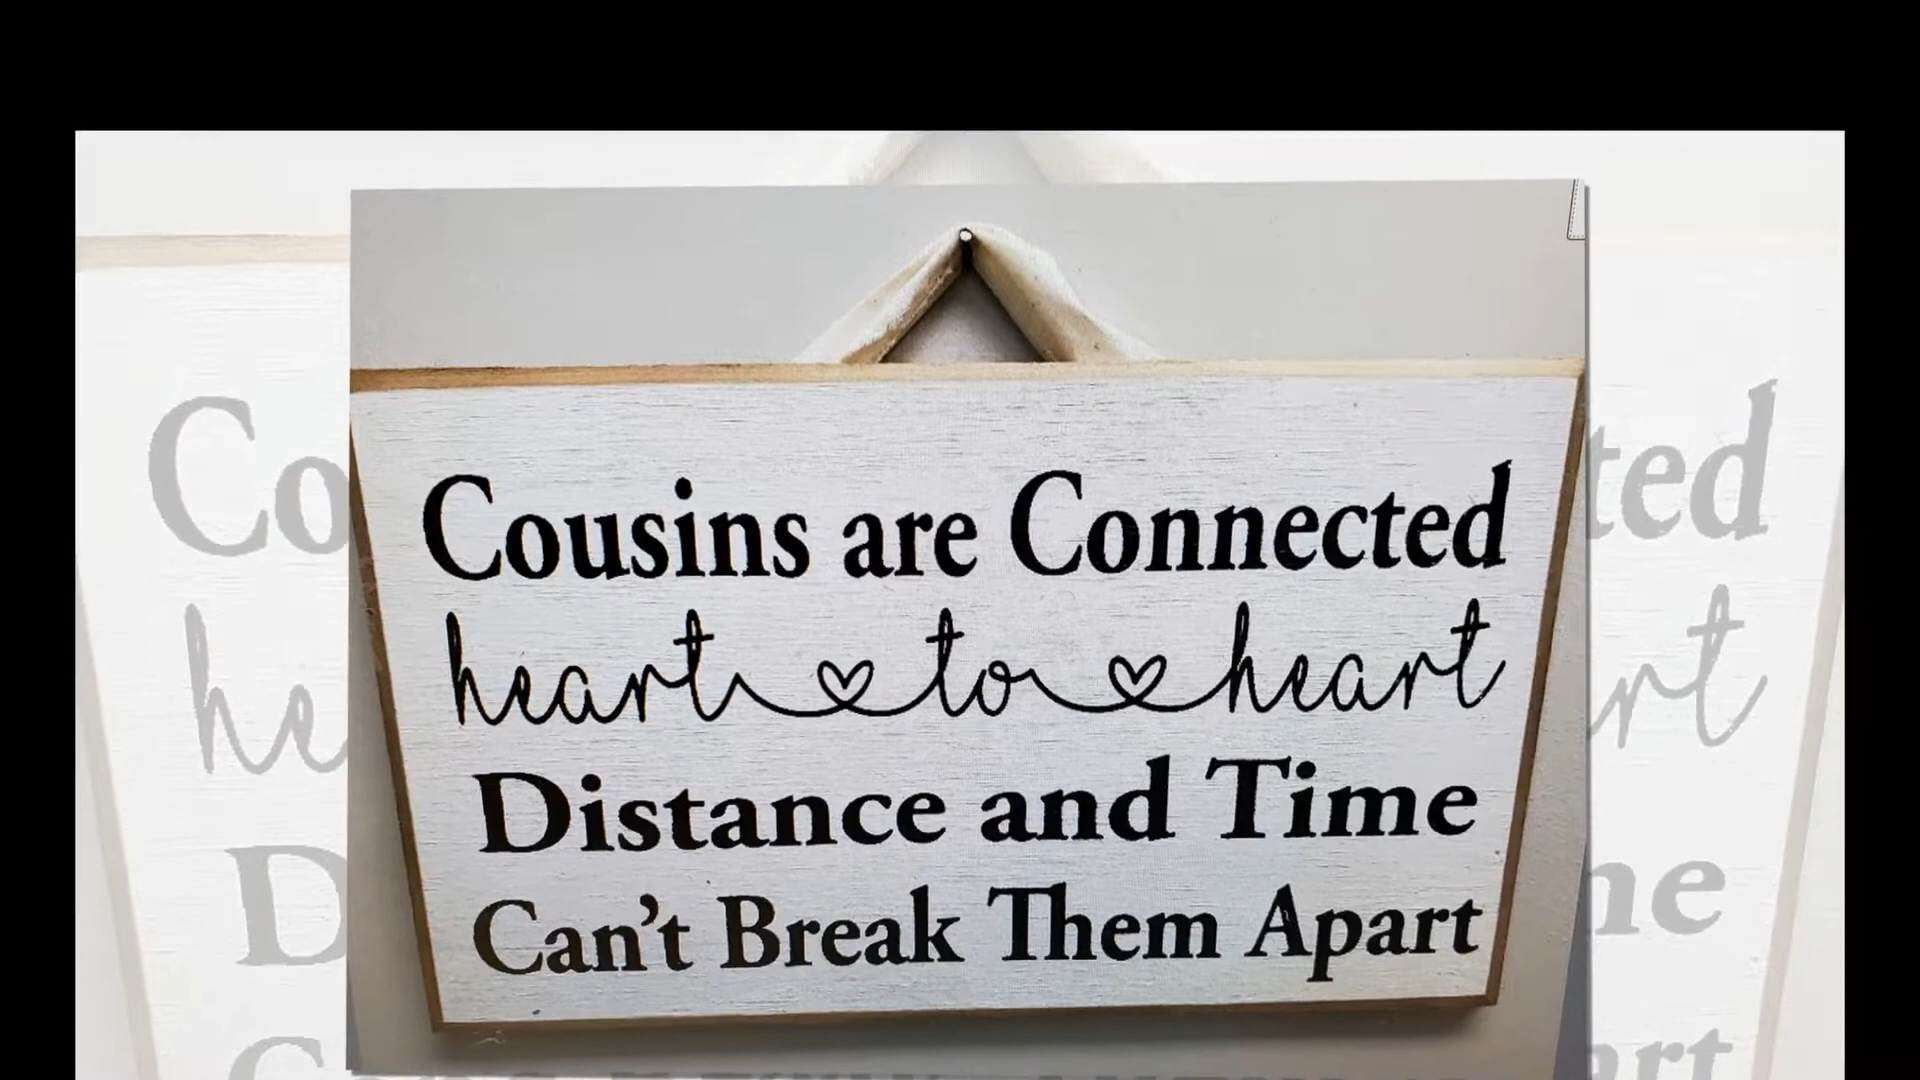 Cousins are Connected
heart to heart
Distance and Time
Can't Break Them Apart